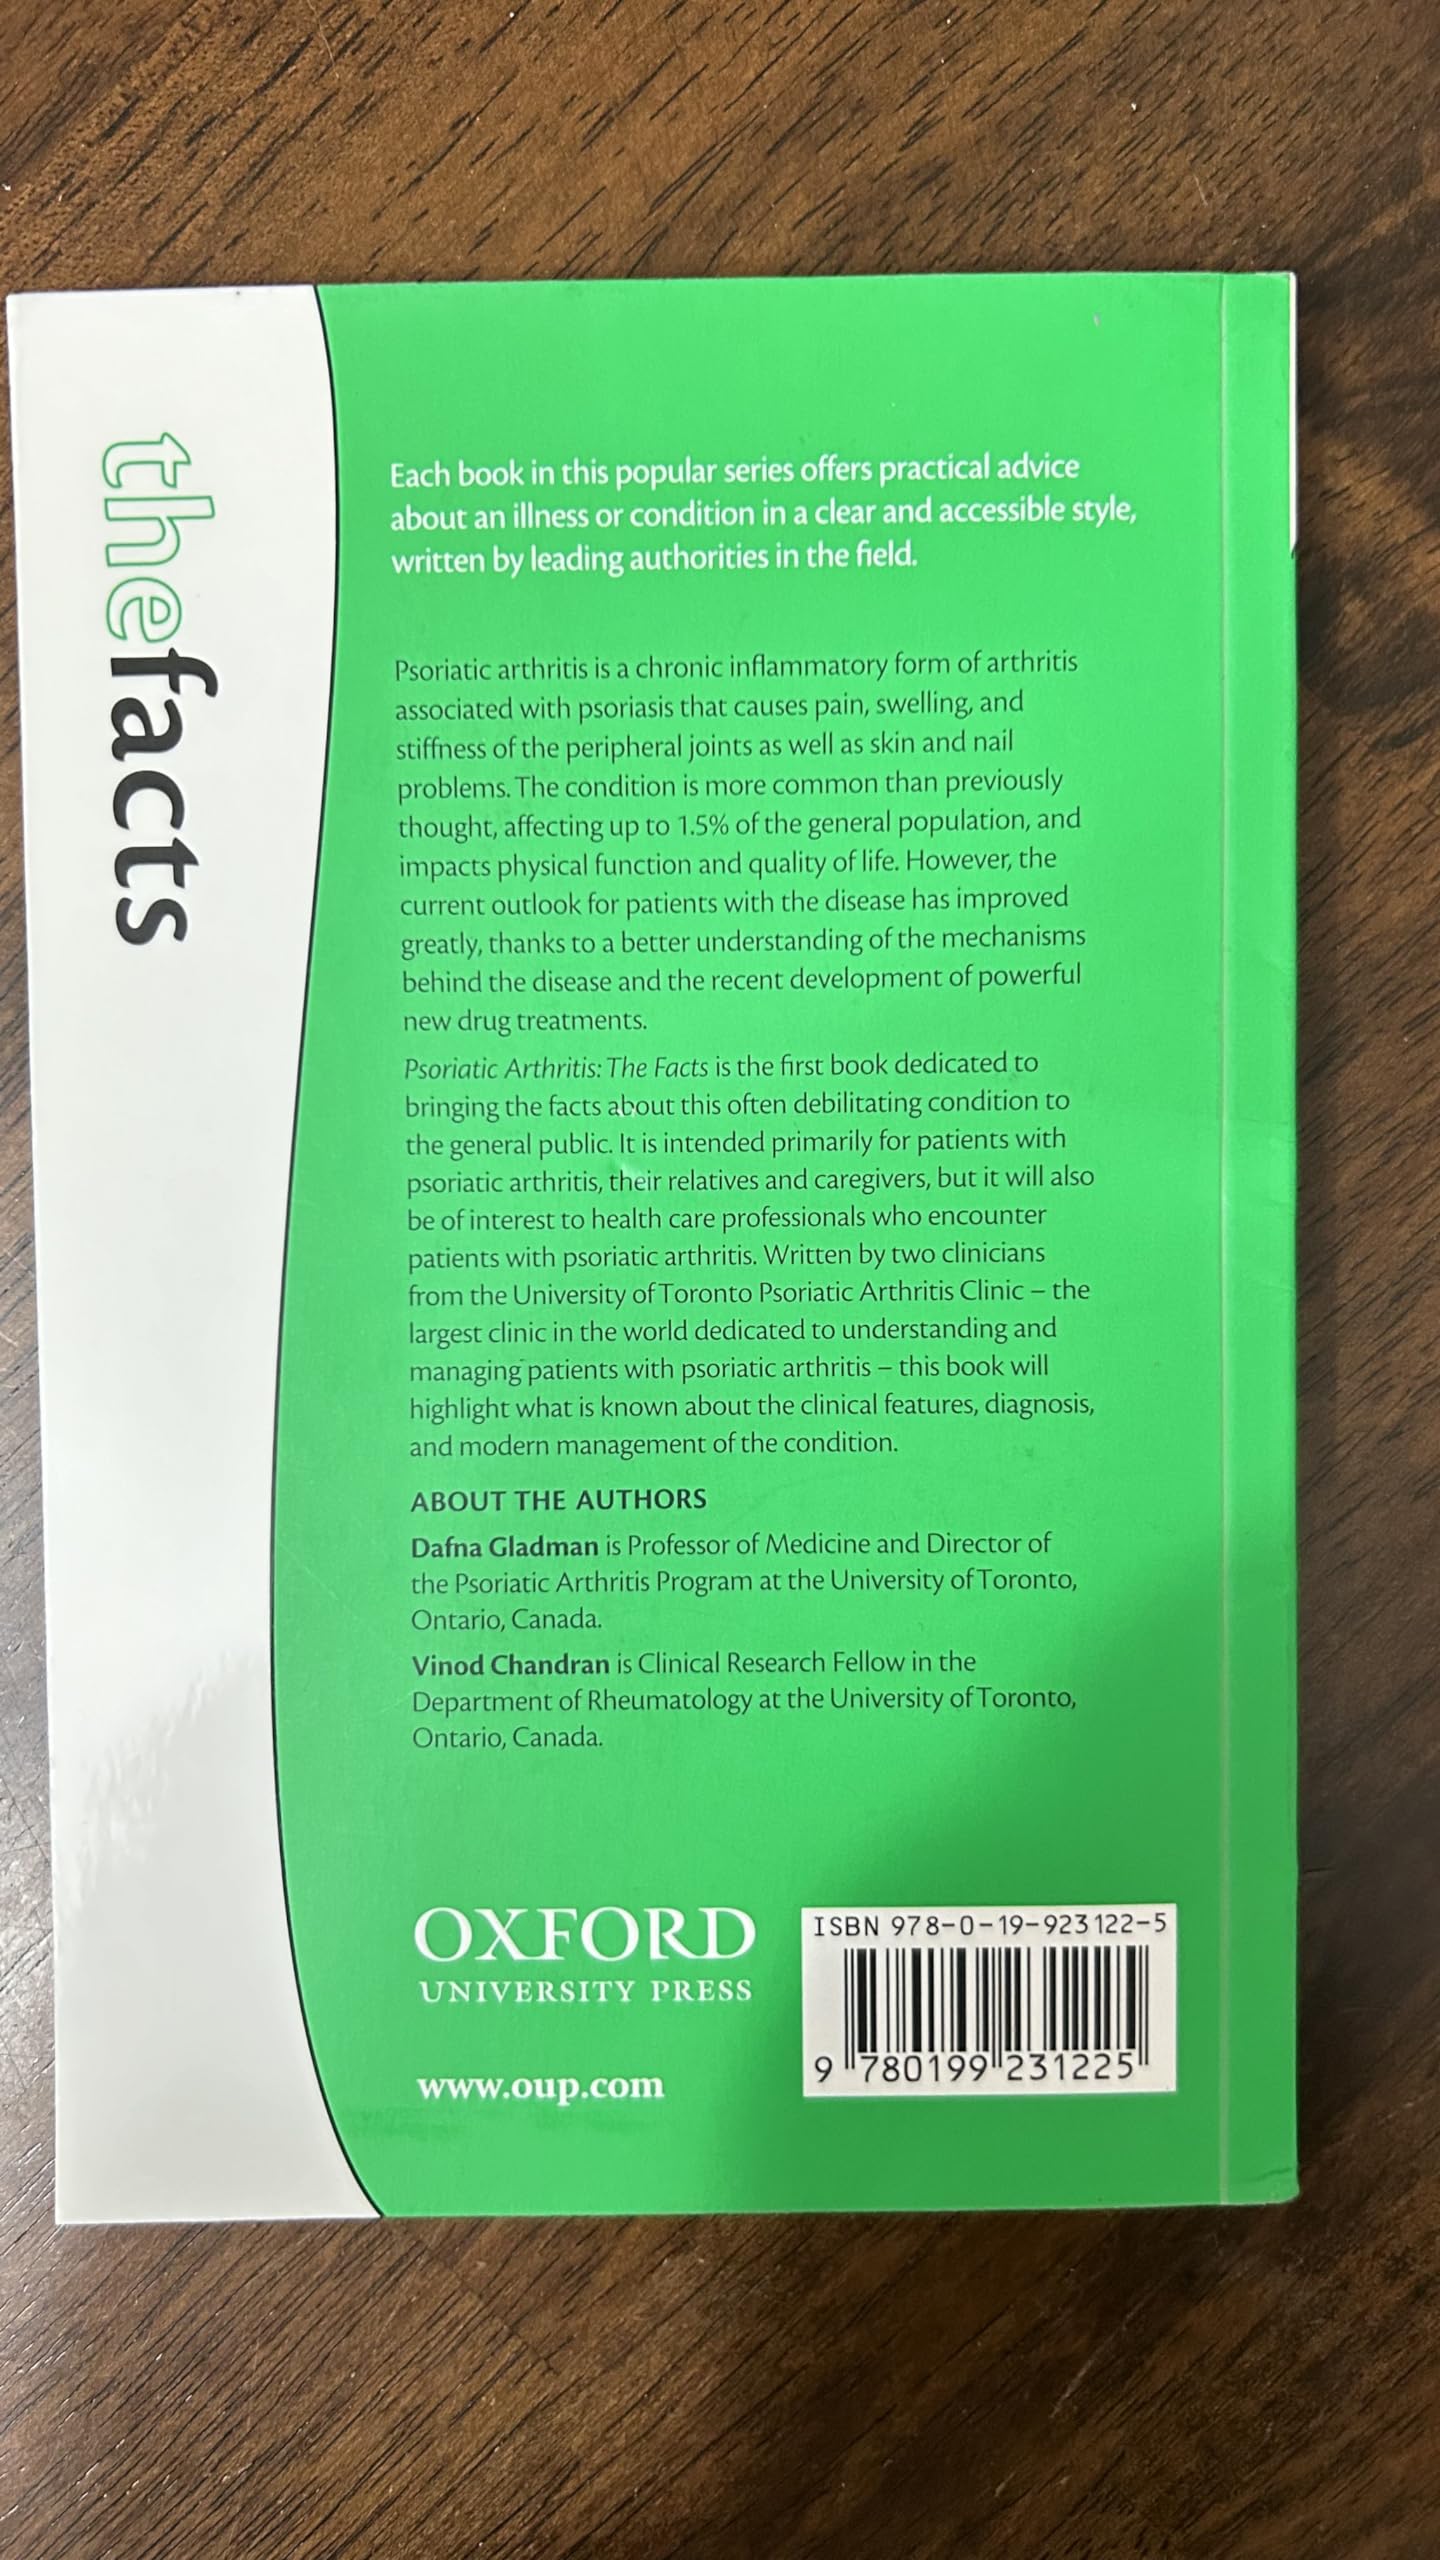 thefacts
Each book in this popular series offers practical advice
about an illness or condition in a clear and accessible style,
written by leading authorities in the field.
Psoriatic arthritis is a chronic inflammatory form of arthritis
associated with psoriasis that causes pain, swelling, and
stiffness of the peripheral joints as well as skin and nail
problems. The condition is more common than previously
thought, affecting up to 1.5% of the general population, and
impacts physical function and quality of life. However, the
current outlook for patients with the disease has improved
greatly, thanks to a better understanding of the mechanisms
behind the disease and the recent development of powerful
new drug treatments.
Psoriatic Arthritis: The Facts is the first book dedicated to
bringing the facts about this often debilitating condition to
the general public. It is intended primarily for patients with
psoriatic arthritis, their relatives and caregivers, but it will also
be of interest to health care professionals who encounter
patients with psoriatic arthritis. Written by two clinicians
from the University of Toronto Psoriatic Arthritis Clinic – the
largest clinic in the world dedicated to understanding and
managing patients with psoriatic arthritis – this book will
highlight what is known about the clinical features, diagnosis,
and modern management of the condition.
ABOUT THE AUTHORS
Dafna Gladman is Professor of Medicine and Director of
the Psoriatic Arthritis Program at the University of Toronto,
Ontario, Canada.
Vinod Chandran is Clinical Research Fellow in the
Department of Rheumatology at the University of Toronto,
Ontario, Canada.
OXFORD
UNIVERSITY PRESS
www.oup.com
ISBN 978-0-19-923122-5
9 780199 231225